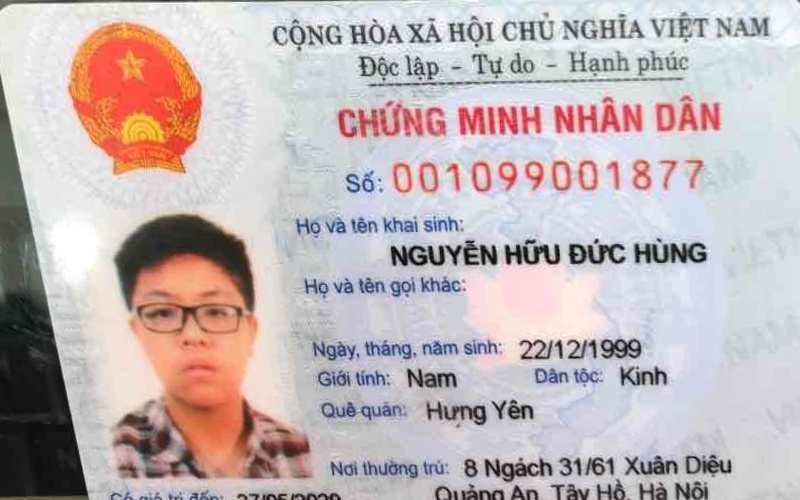 CỘNG HÒA XÃ HỘI CHỦ NGHĨA VIỆT NAM
Độc lập - Tự do - Hạnh phúc
CHỨNG MINH NHÂN DÂN
Số: 001099001877
Họ và tên khai sinh:
NGUYỄN HỮU ĐỨC HÙNG
Họ và tên gọi khác:
Ngày, tháng, năm sinh: 22/12/1999
Giới tính: Nam Dân tộc: Kinh
Quê quán: Hưng Yên
Nơi thường trú: 8 Ngách 31/61 Xuân Diệu
Quảng An, Tây Hồ, Hà Nội
Có giá trị đến: